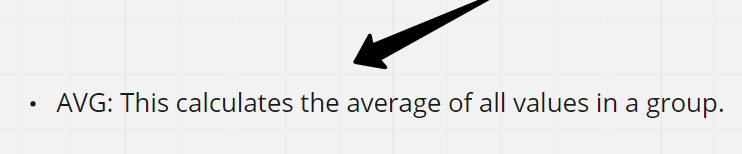 • AVG: This calculates the average of all values in a group.